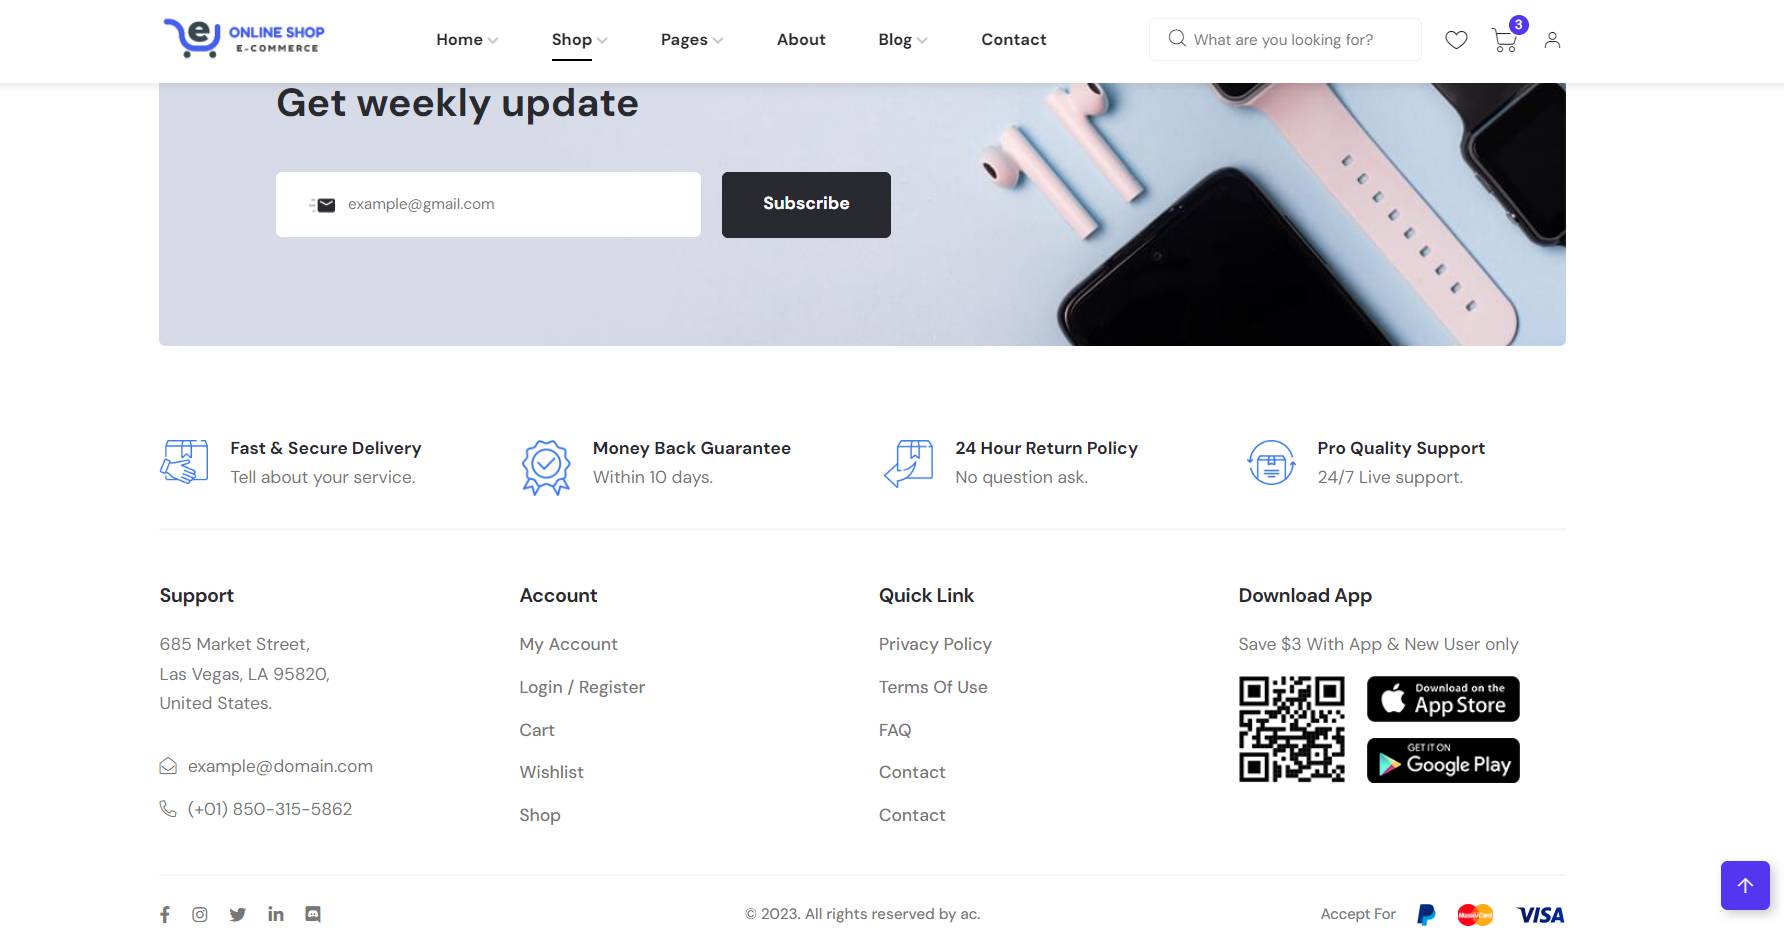 e ONLINE SHOP
E-COMMERCE
Home
Shop
Pages
About
Blog
Contact
What are you looking for?
3
Get weekly update
example@gmail.com
Subscribe
Fast & Secure Delivery
Tell about your service.
Money Back Guarantee
Within 10 days.
24 Hour Return Policy
No question ask.
Pro Quality Support
24/7 Live support.
Support
685 Market Street,
Las Vegas, LA 95820,
United States.
example@domain.com
(+01) 850-315-5862
Account
My Account
Login / Register
Cart
Wishlist
Shop
Quick Link
Privacy Policy
Terms Of Use
FAQ
Contact
Contact
Download App
Save $3 With App & New User only
Download on the
App Store
GET IT ON
Google Play
© 2023. All rights reserved by ac.
Accept For
MasterCard
VISA